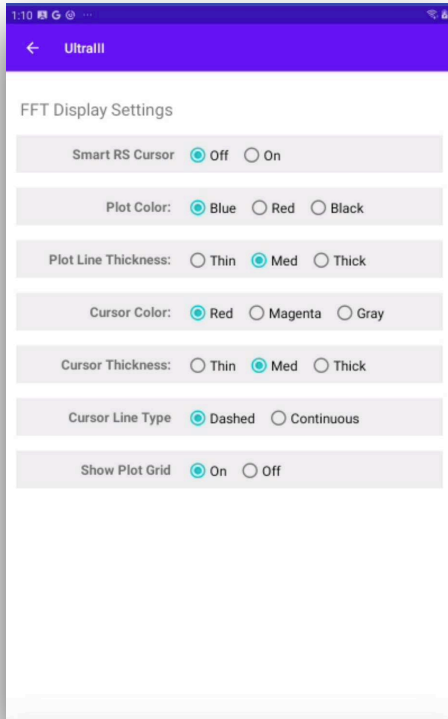 1:10 G
UltraIII
FFT Display Settings
Smart RS Cursor Off On
Plot Color: Blue Red Black
Plot Line Thickness: Thin Med Thick
Cursor Color: Red Magenta Gray
Cursor Thickness: Thin Med Thick
Cursor Line Type Dashed Continuous
Show Plot Grid On Off